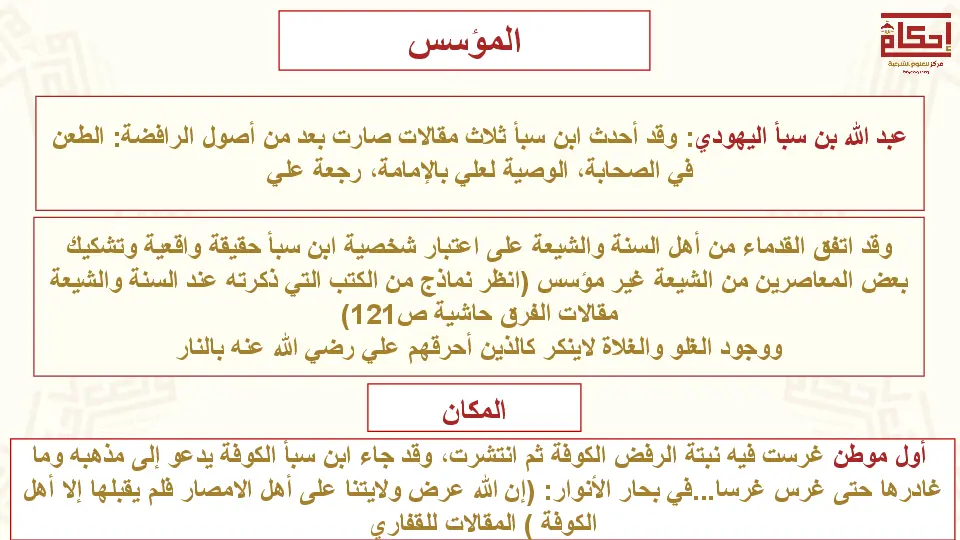 المؤسس
إحكام
مركز للعلوم الشرعية
عبد الله بن سبأ اليهودي: وقد أحدث ابن سبأ ثلاث مقالات صارت بعد من أصول الرافضة: الطعن
في الصحابة، الوصية لعلي بالإمامة، رجعة علي
وقد اتفق القدماء من أهل السنة والشيعة على اعتبار شخصية ابن سبأ حقيقة واقعية وتشكيك
بعض المعاصرين من الشيعة غير مؤسس (انظر نماذج من الكتب التي ذكرته عند السنة والشيعة
مقالات الفرق حاشية ص121)
ووجود الغلو والغلاة لاينكر كالذين أحرقهم علي رضي الله عنه بالنار
المكان
أول موطن غرست فيه نبتة الرفض الكوفة ثم انتشرت، وقد جاء ابن سبأ الكوفة يدعو إلى مذهبه وما
غادرها حتى غرس غرسا...في بحار الأنوار: (إن الله عرض ولايتنا على أهل الامصار فلم يقبلها إلا أهل
الكوفة ) المقالات للقفاري